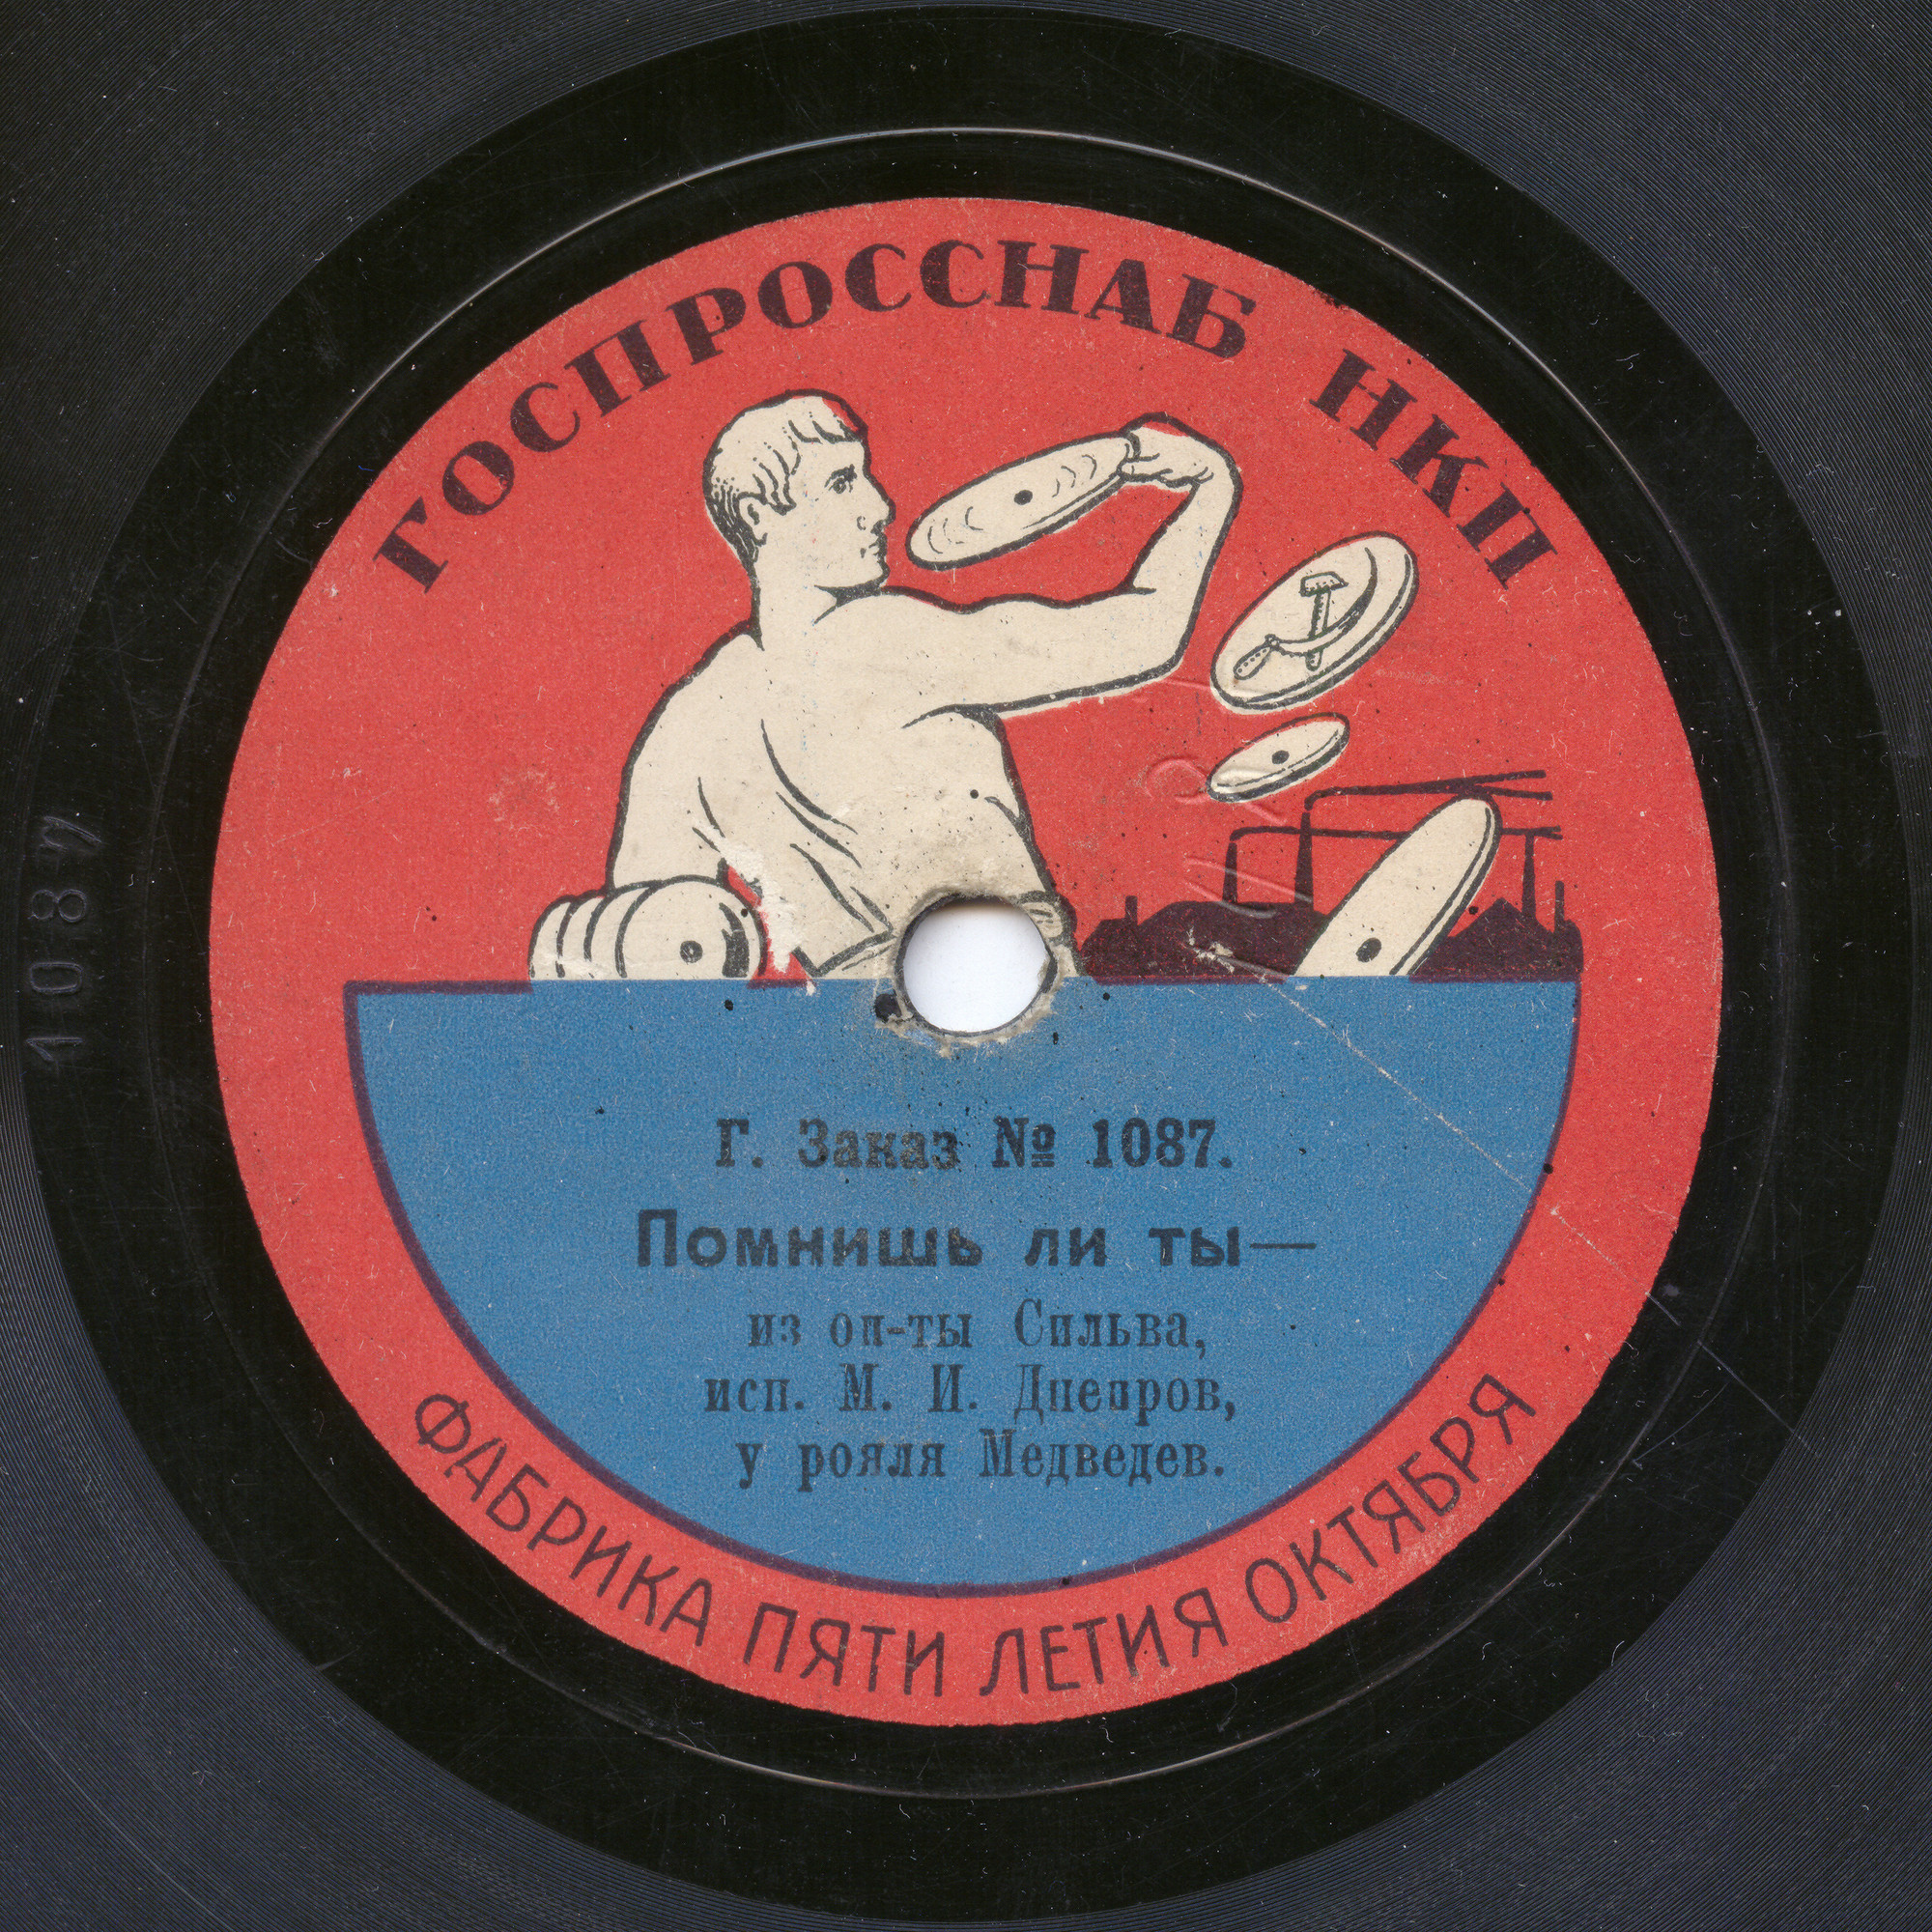 ГОСПРОССНАБ НКП
1087
Г. Заказ № 1087.
Помнишь ли ты—
из оп-ты Сильва,
исп. М. И. Днепров,
у рояля Медведев.
ФАБРИКА ПЯТИ ЛЕТИЯ ОКТЯБРЯ